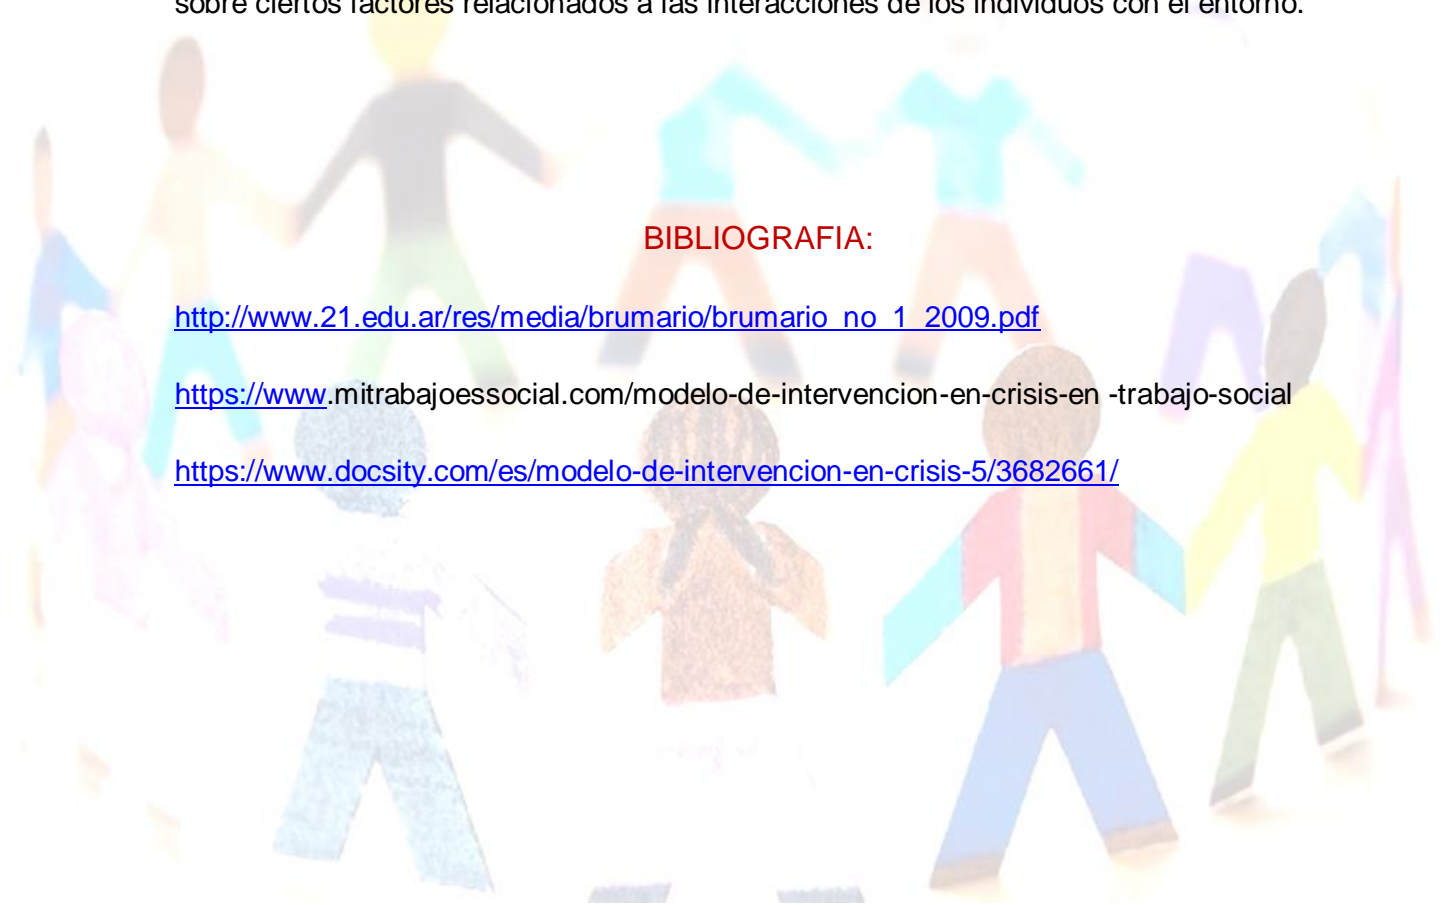 sobre ciertos factores relacionados a las interacciones de los individuos con el entorno.
BIBLIOGRAFIA:
http://www.21.edu.ar/res/media/brumario/brumario_no_1_2009.pdf
https://www.mitrabajoessocial.com/modelo-de-intervencion-en-crisis-en -trabajo-social
https://www.docsity.com/es/modelo-de-intervencion-en-crisis-5/3682661/